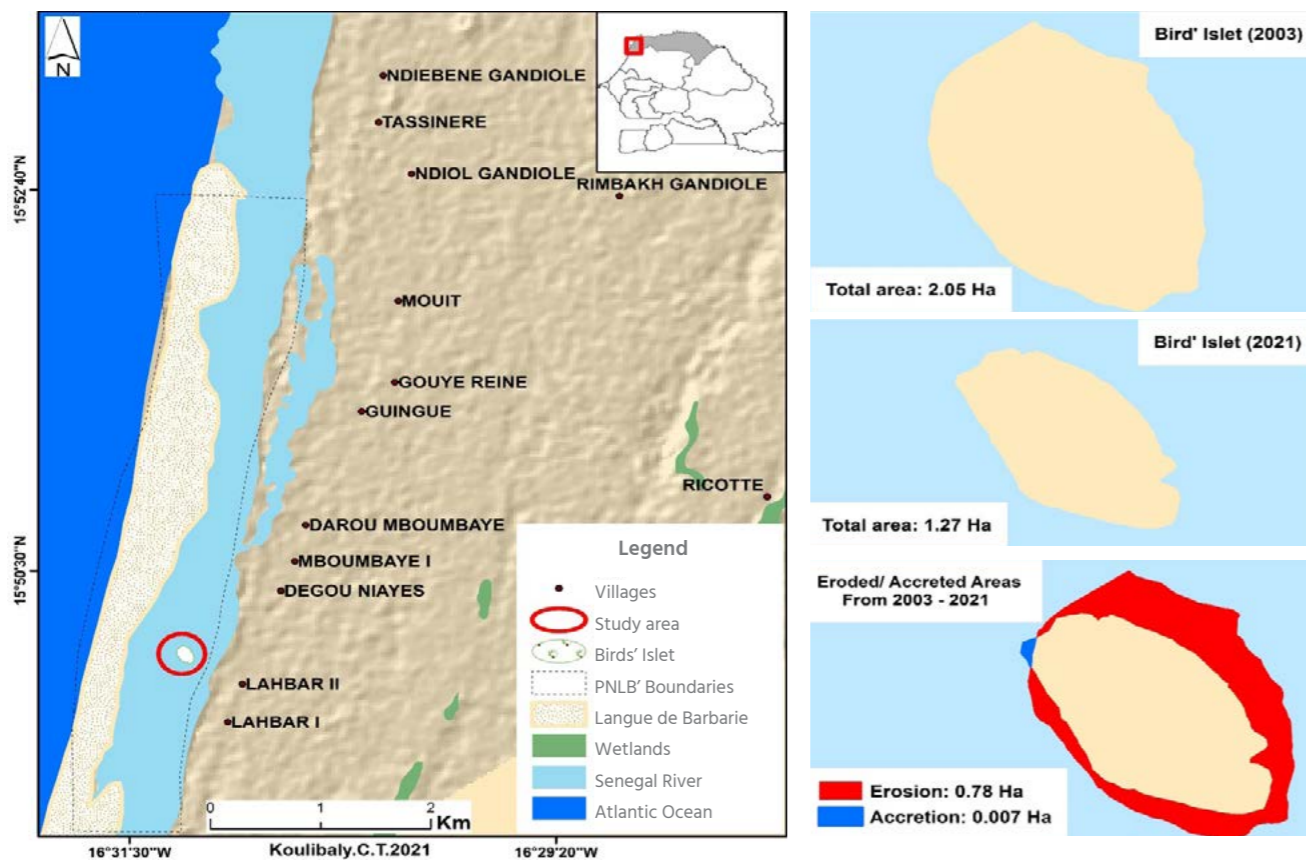 N
NDIEBENE GANDIOLE
TASSINERE
NDIOL GANDIOLE
RIMBAKH GANDIOLE
MOUIT
GOUYE REINE
GUINGUE
RICOTTE
DAROU MBOUMBAYE
MBOUMBAYE I
DEGOU NIAYES
LAHBAR II
LAHBAR I
15°52'40"N
15°50'30"N
Legend
Villages
Study area
Birds' Islet
PNLB' Boundaries
Langue de Barbarie
Wetlands
Senegal River
Atlantic Ocean
0 1 2
Km
16°31'30"W
Koulibaly.C.T.2021
16°29'20"W
Bird' Islet (2003)
Total area: 2.05 Ha
Bird' Islet (2021)
Total area: 1.27 Ha
Eroded/ Accreted Areas
From 2003 - 2021
Erosion: 0.78 Ha
Accretion: 0.007 Ha